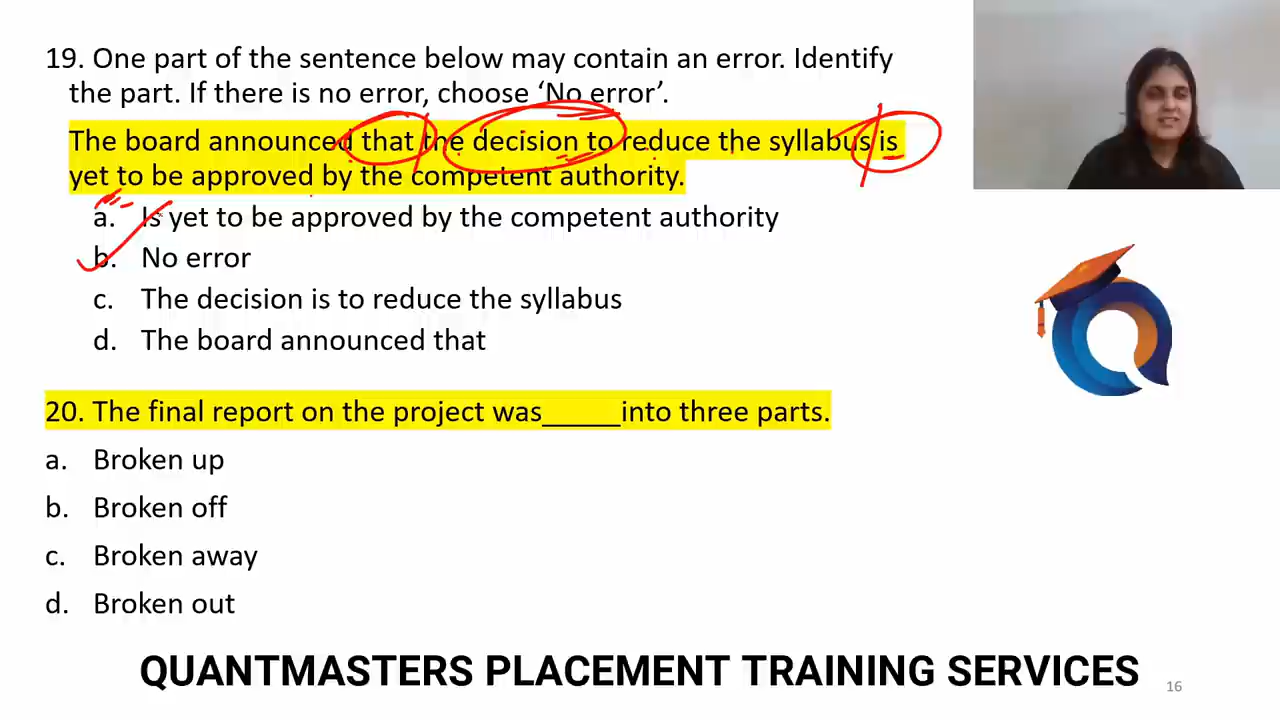 19. One part of the sentence below may contain an error. Identify
the part. If there is no error, choose ‘No error’.
The board announced that the decision to reduce the syllabus is
yet to be approved by the competent authority.
a. Is yet to be approved by the competent authority
b. No error
c. The decision is to reduce the syllabus
d. The board announced that
20. The final report on the project was_____into three parts.
a. Broken up
b. Broken off
c. Broken away
d. Broken out
QUANTMASTERS PLACEMENT TRAINING SERVICES
16